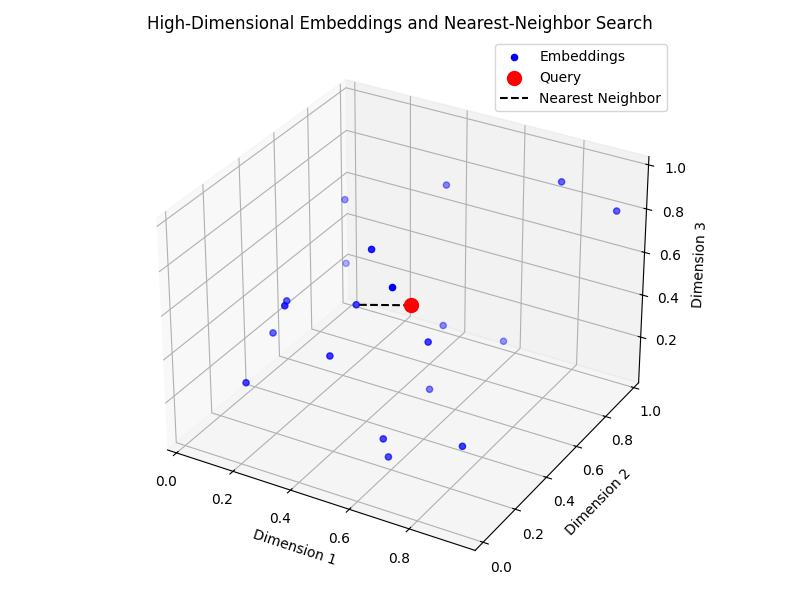 High-Dimensional Embeddings and Nearest-Neighbor Search
Embeddings
Query
Nearest Neighbor
1.0
0.8
0.6
0.4
0.2
Dimension 3
0.0
0.2
0.4
0.6
0.8
Dimension 1
1.0
0.8
0.6
0.4
0.2
0.0
Dimension 2